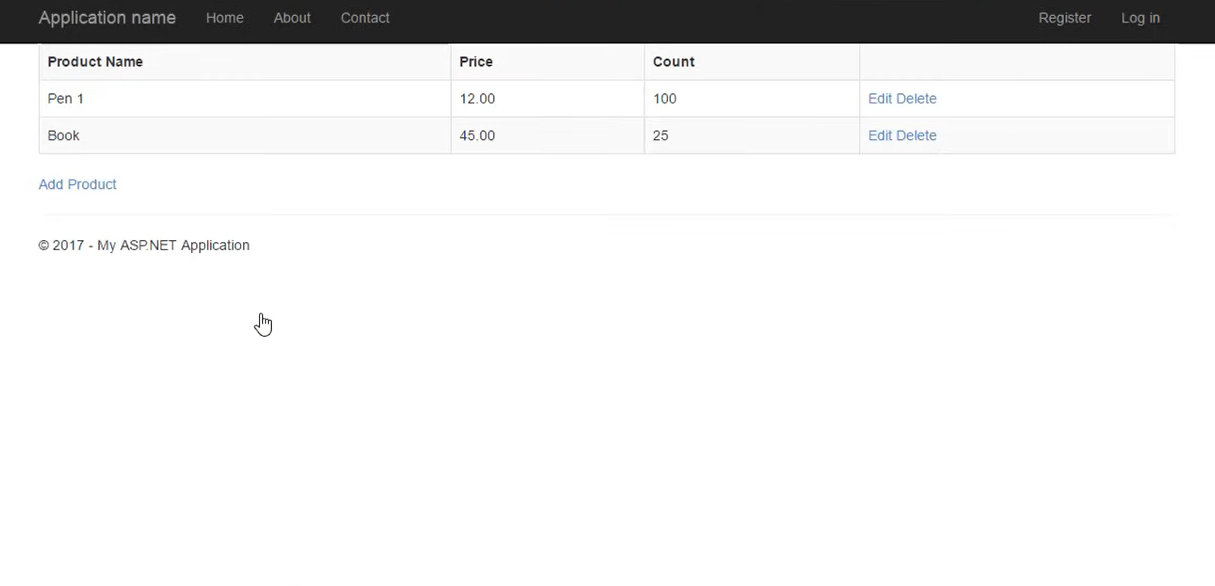 Application name Home About Contact Register Log in
Product Name Price Count
Pen 1 12.00 100 Edit Delete
Book 45.00 25 Edit Delete
Add Product
© 2017 - My ASP.NET Application